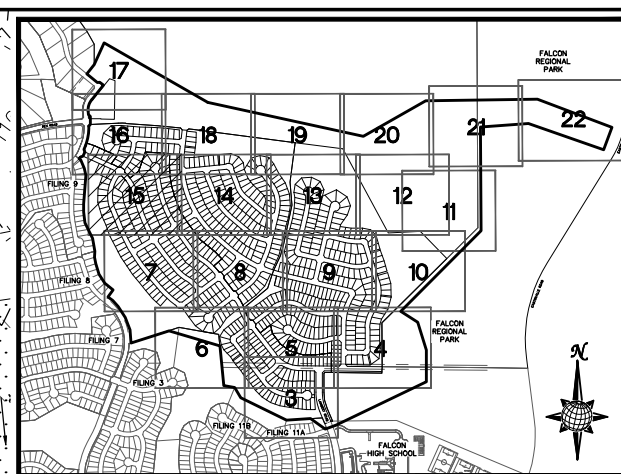 FALCON
REGIONAL
PARK
17
22
21
16
18
19
20
FILING 9
15
14
13
12
11
FILING 8
7
8
9
10
FILING 7
6
5
4
FALCON
REGIONAL
PARK
N
FILING 3
3
FILING 11B
FILING 11A
FALCON
HIGH SCHOOL